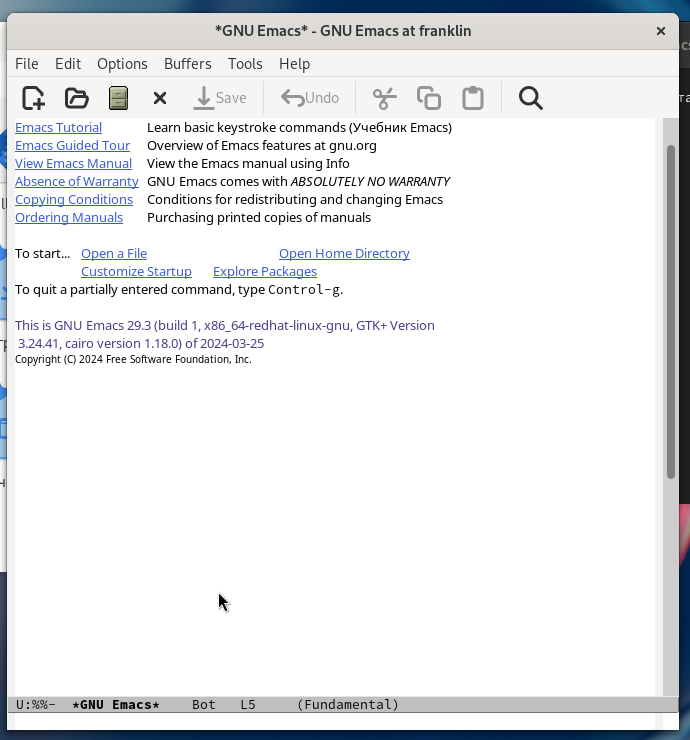 *GNU Emacs* - GNU Emacs at franklin
File Edit Options Buffers Tools Help
Save Undo
Emacs Tutorial Learn basic keystroke commands (Учебник Emacs)
Emacs Guided Tour Overview of Emacs features at gnu.org
View Emacs Manual View the Emacs manual using Info
Absence of Warranty GNU Emacs comes with ABSOLUTELY NO WARRANTY
Copying Conditions Conditions for redistributing and changing Emacs
Ordering Manuals Purchasing printed copies of manuals
To start... Open a File Open Home Directory
Customize Startup Explore Packages
To quit a partially entered command, type Control-g.
This is GNU Emacs 29.3 (build 1, x86_64-redhat-linux-gnu, GTK+ Version
3.24.41, cairo version 1.18.0) of 2024-03-25
Copyright (C) 2024 Free Software Foundation, Inc.
U:%%- *GNU Emacs* Bot L5 (Fundamental)